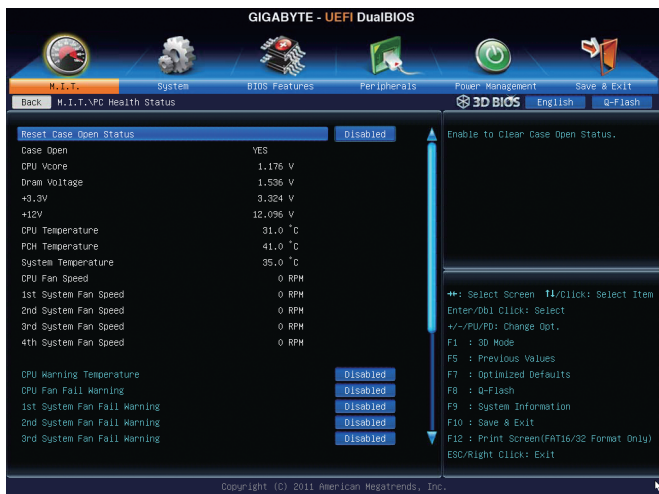 GIGABYTE - UEFI DualBIOS
M.I.T. System BIOS Features Peripherals Power Management Save & Exit
Back M.I.T.\PC Health Status 3D BIOS English Q-Flash
Reset Case Open Status Disabled
Case Open YES
CPU Vcore 1.176 V
Dram Voltage 1.536 V
+3.3V 3.324 V
+12V 12.096 V
CPU Temperature 31.0 °C
PCH Temperature 41.0 °C
System Temperature 35.0 °C
CPU Fan Speed 0 RPM
1st System Fan Speed 0 RPM
2nd System Fan Speed 0 RPM
3rd System Fan Speed 0 RPM
4th System Fan Speed 0 RPM
CPU Warning Temperature Disabled
CPU Fan Fail Warning Disabled
1st System Fan Fail Warning Disabled
2nd System Fan Fail Warning Disabled
3rd System Fan Fail Warning Disabled
Enable to Clear Case Open Status.
→←: Select Screen ↑↓/Click: Select Item
Enter/Dbl Click: Select
+/-/PU/PD: Change Opt.
F1 : 3D Mode
F5 : Previous Values
F7 : Optimized Defaults
F8 : Q-Flash
F9 : System Information
F10 : Save & Exit
F12 : Print Screen(FAT16/32 Format Only)
ESC/Right Click: Exit
Copyright (C) 2011 American Megatrends, Inc.